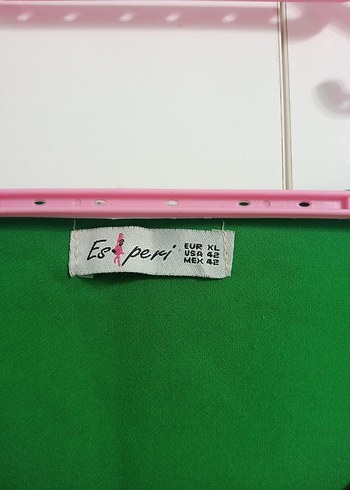 Es peri
EUR XL
USA 42
MEX 42